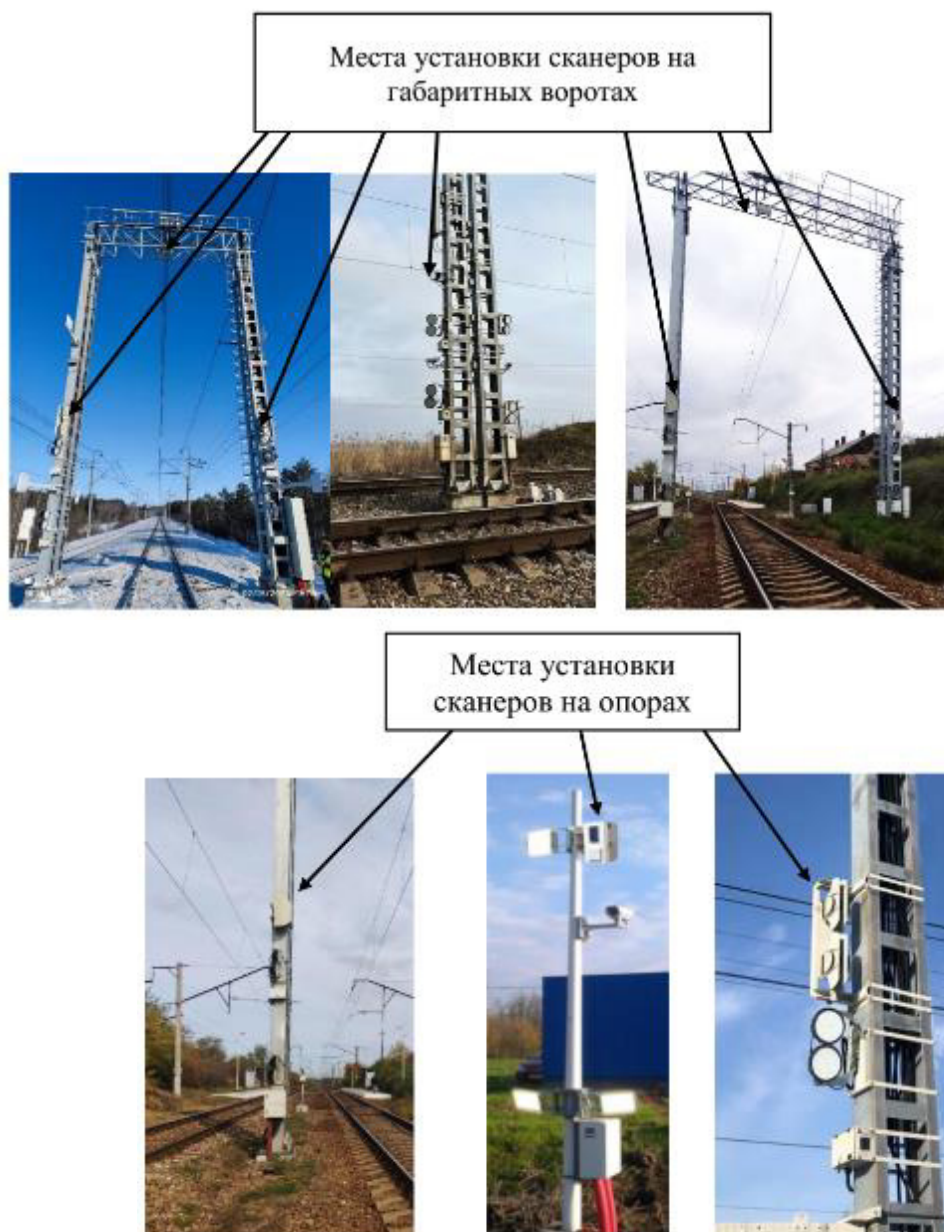 Места установки сканеров на
габаритных воротах
Места установки
сканеров на опорах